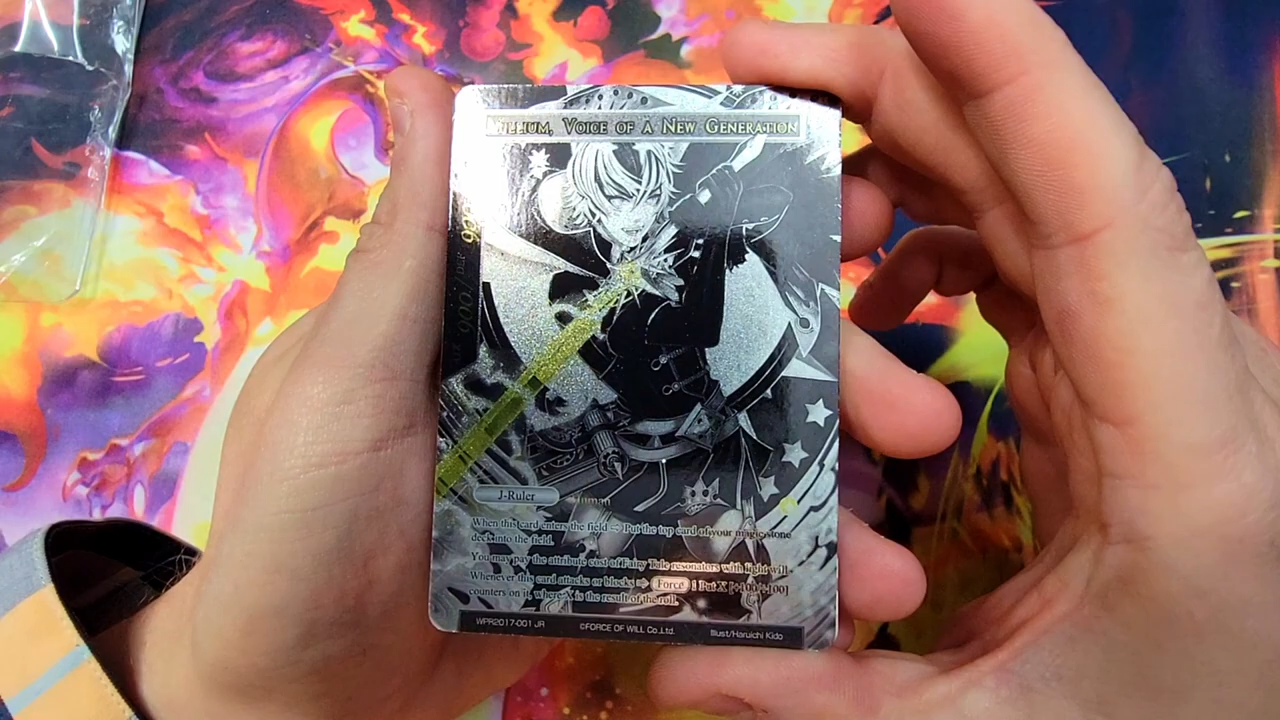 VOICE OF A NEW GENERATION
J-Ruler Human
When this card enters the field ⇒ Put the top card of your magic stone
deck into the field.
You may pay the attribute cost of Fairy Tale resonators with light will.
Whenever this card attacks or blocks ⇒ Force : Put X [+100/+100]
counters on it, where X is the result of the roll.
WPR2017-001 JR ©FORCE OF WILL Co.,Ltd. Illust/Haruichi Kido